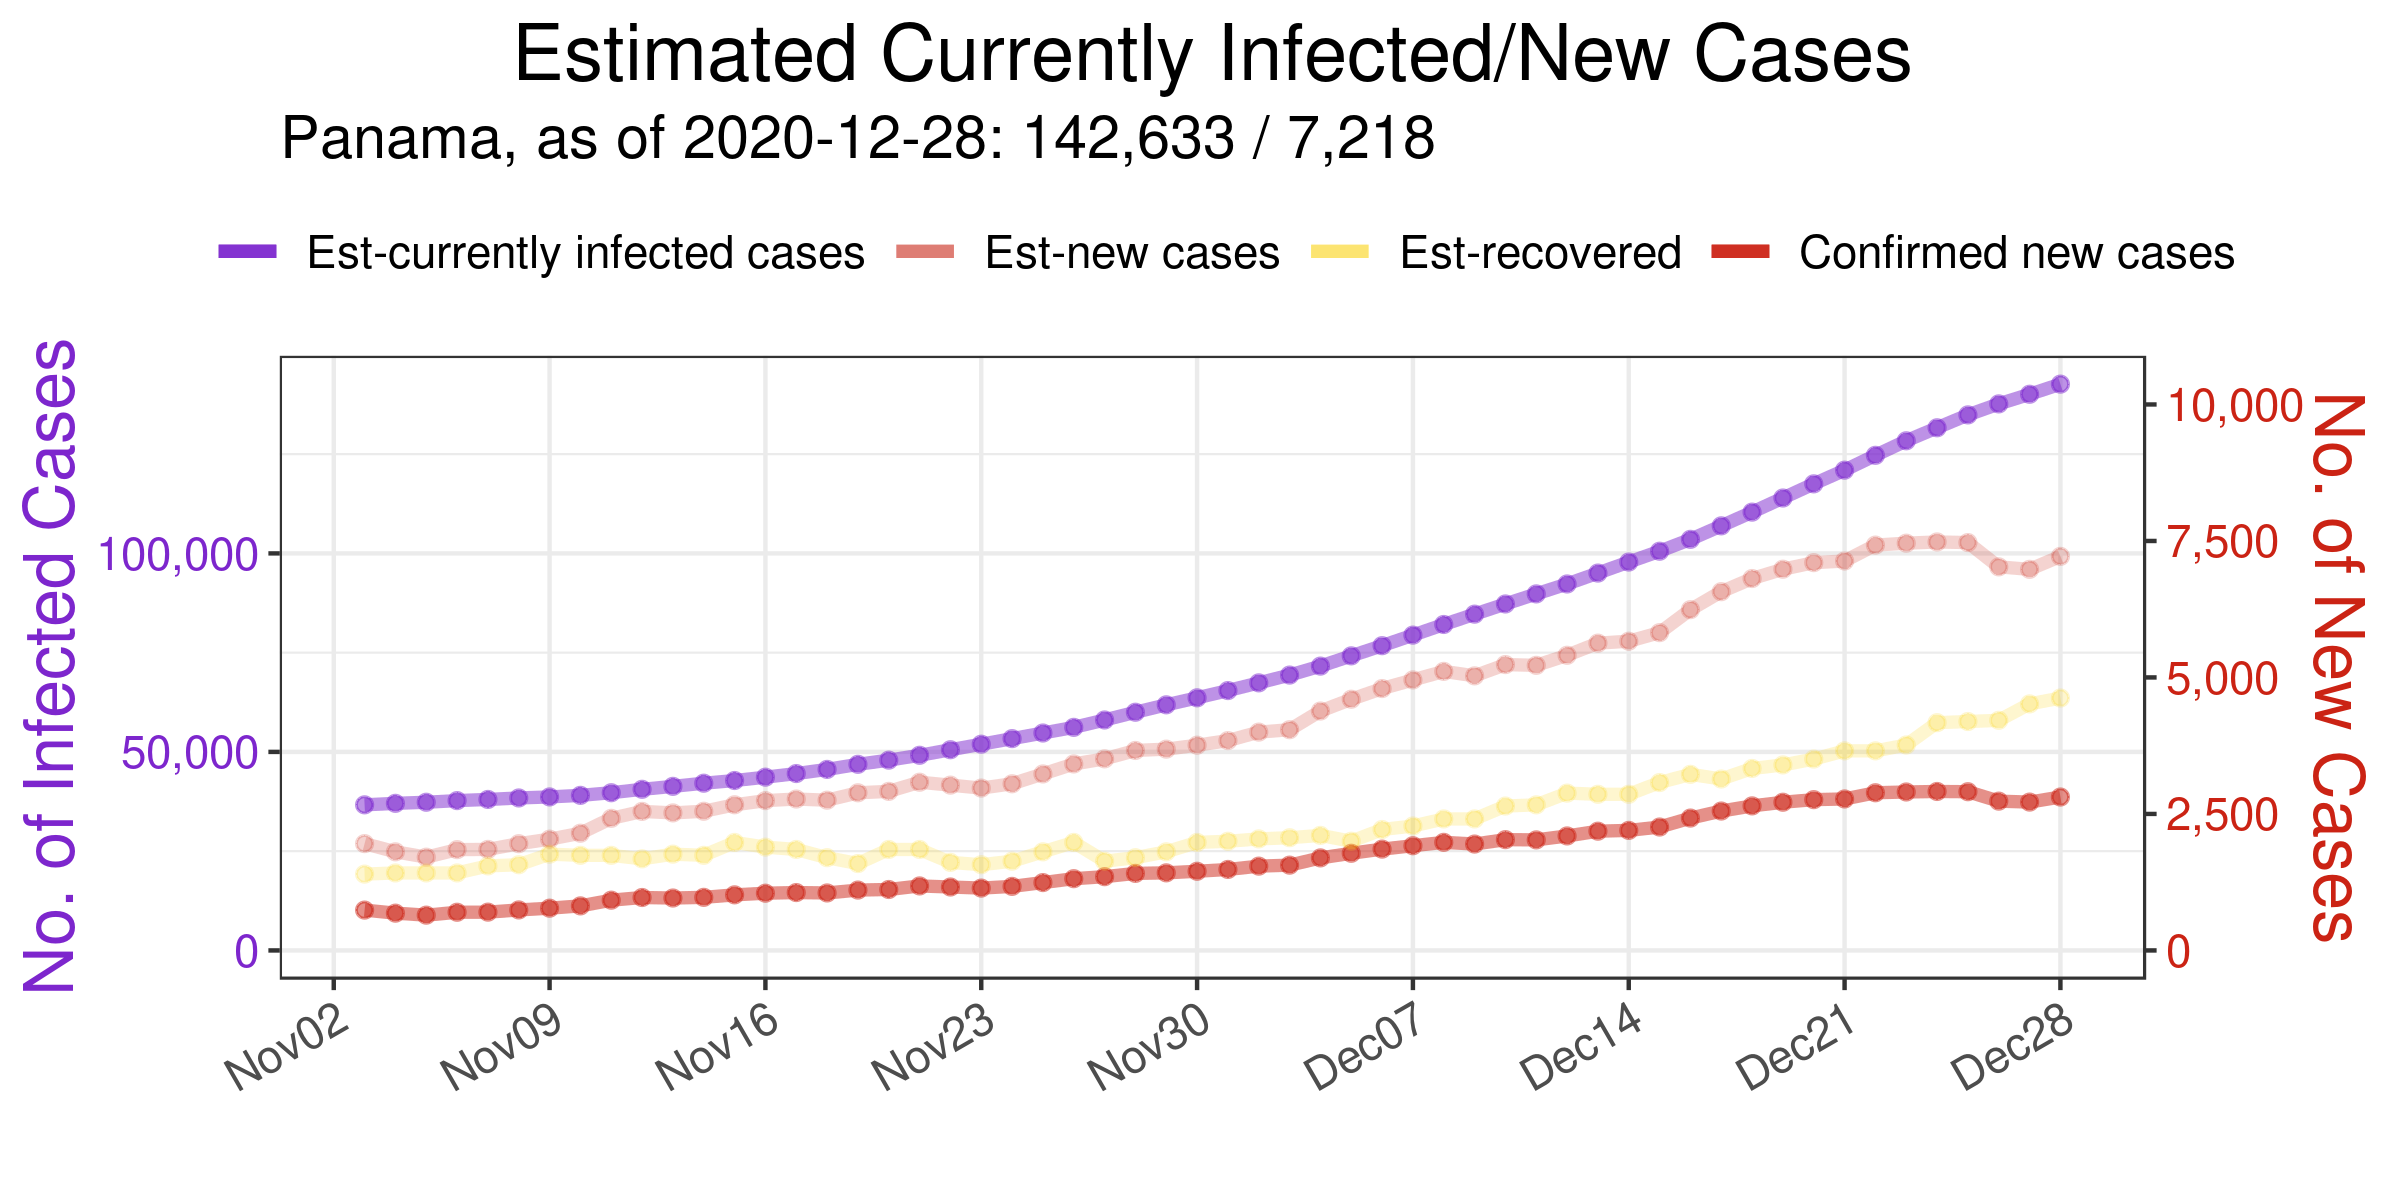 Estimated Currently Infected/New Cases
Panama, as of 2020-12-28: 142,633 / 7,218
Est-currently infected cases Est-new cases Est-recovered Confirmed new cases
No. of Infected Cases
100,000
50,000
0
10,000
7,500
5,000
2,500
0
No. of New Cases
Nov02 Nov09 Nov16 Nov23 Nov30 Dec07 Dec14 Dec21 Dec28